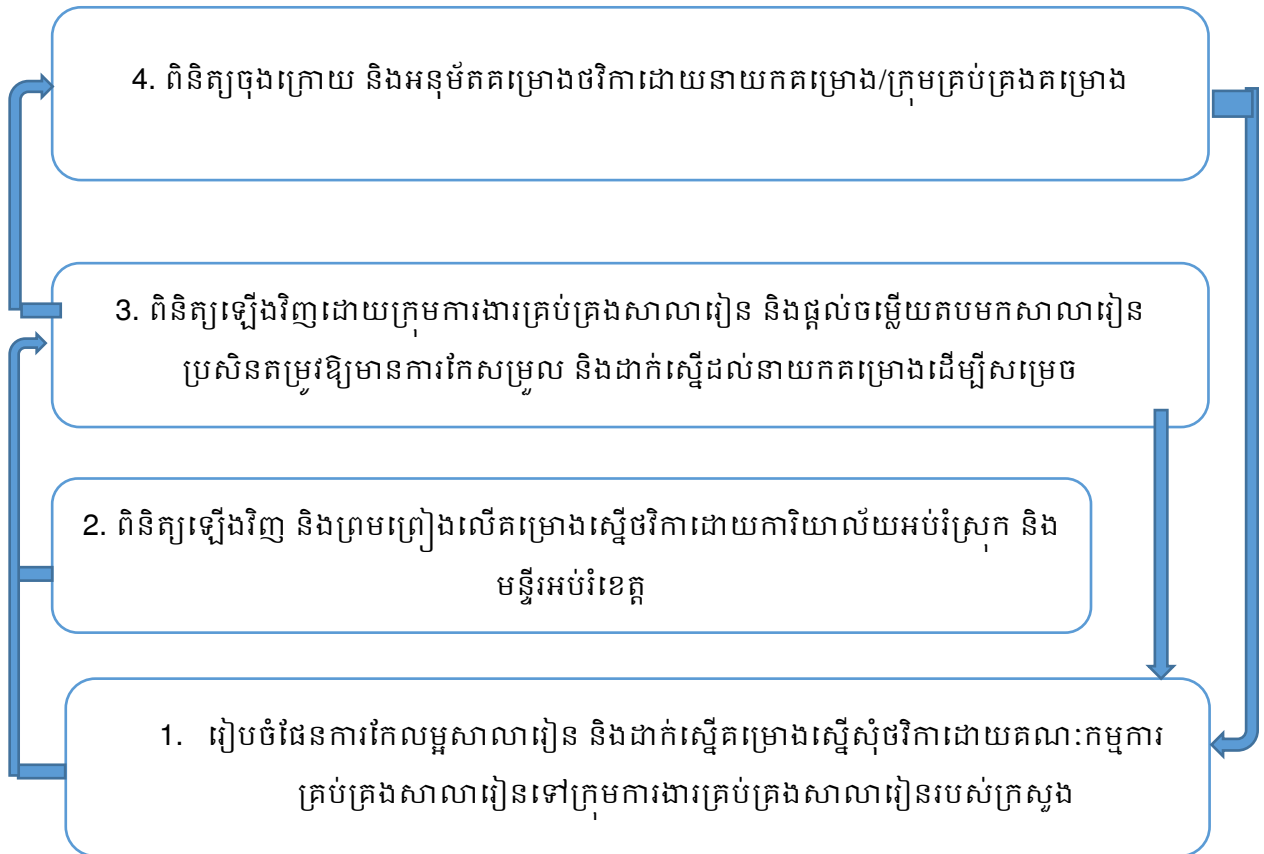 4. ពិនិត្យចុងក្រោយ និងអនុម័តគម្រោងថវិកាដោយនាយកគម្រោង/ក្រុមគ្រប់គ្រងគម្រោង
3. ពិនិត្យឡើងវិញដោយក្រុមការងារគ្រប់គ្រងសាលារៀន និងផ្តល់ចម្លើយតបមកសាលារៀន
ប្រសិនតម្រូវឱ្យមានការកែសម្រួល និងដាក់ស្នើដល់នាយកគម្រោងដើម្បីសម្រេច
2. ពិនិត្យឡើងវិញ និងព្រមព្រៀងលើគម្រោងស្នើថវិកាដោយការិយាល័យអប់រំស្រុក និង
មន្ទីរអប់រំខេត្ត
1. រៀបចំផែនការកែលម្អសាលារៀន និងដាក់ស្នើគម្រោងស្នើសុំថវិកាដោយគណៈកម្មការ
គ្រប់គ្រងសាលារៀនទៅក្រុមការងារគ្រប់គ្រងសាលារៀនរបស់ក្រសួង